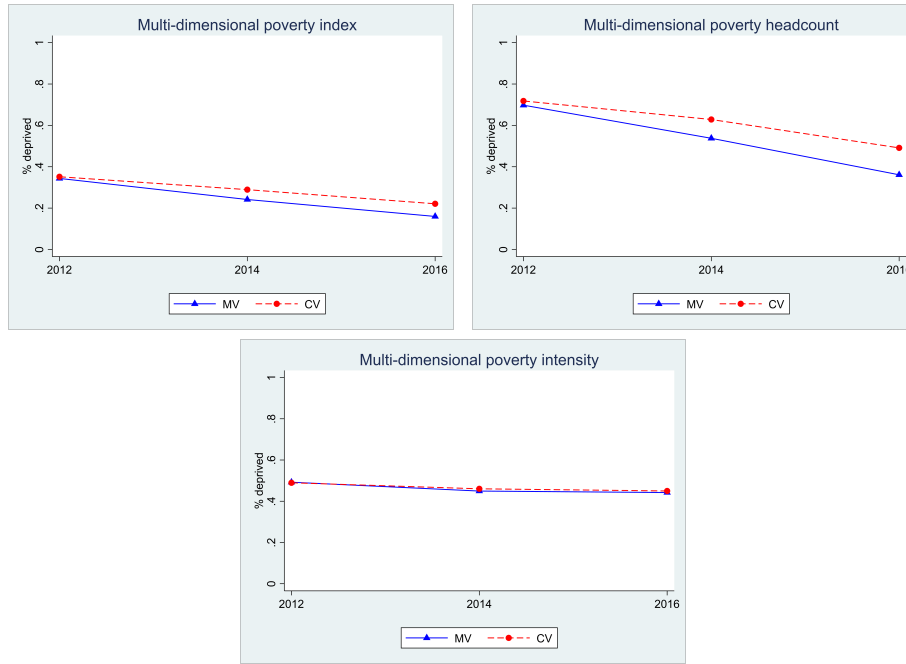 Multi-dimensional poverty index
% deprived
1
.8
.6
.4
.2
0
2012 2014 2016
MV CV
Multi-dimensional poverty headcount
% deprived
1
.8
.6
.4
.2
0
2012 2014 2016
MV CV
Multi-dimensional poverty intensity
% deprived
1
.8
.6
.4
.2
0
2012 2014 2016
MV CV